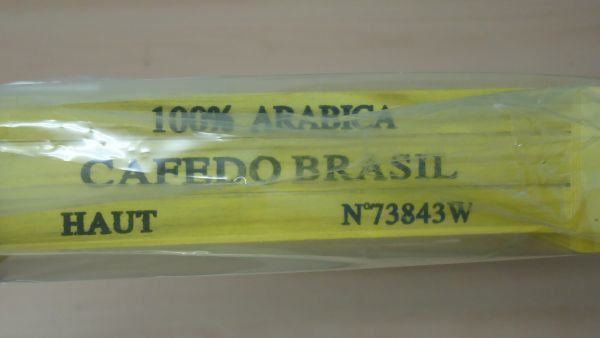 100% ARABICA
CAFEDO BRASIL
HAUT
N°73843W